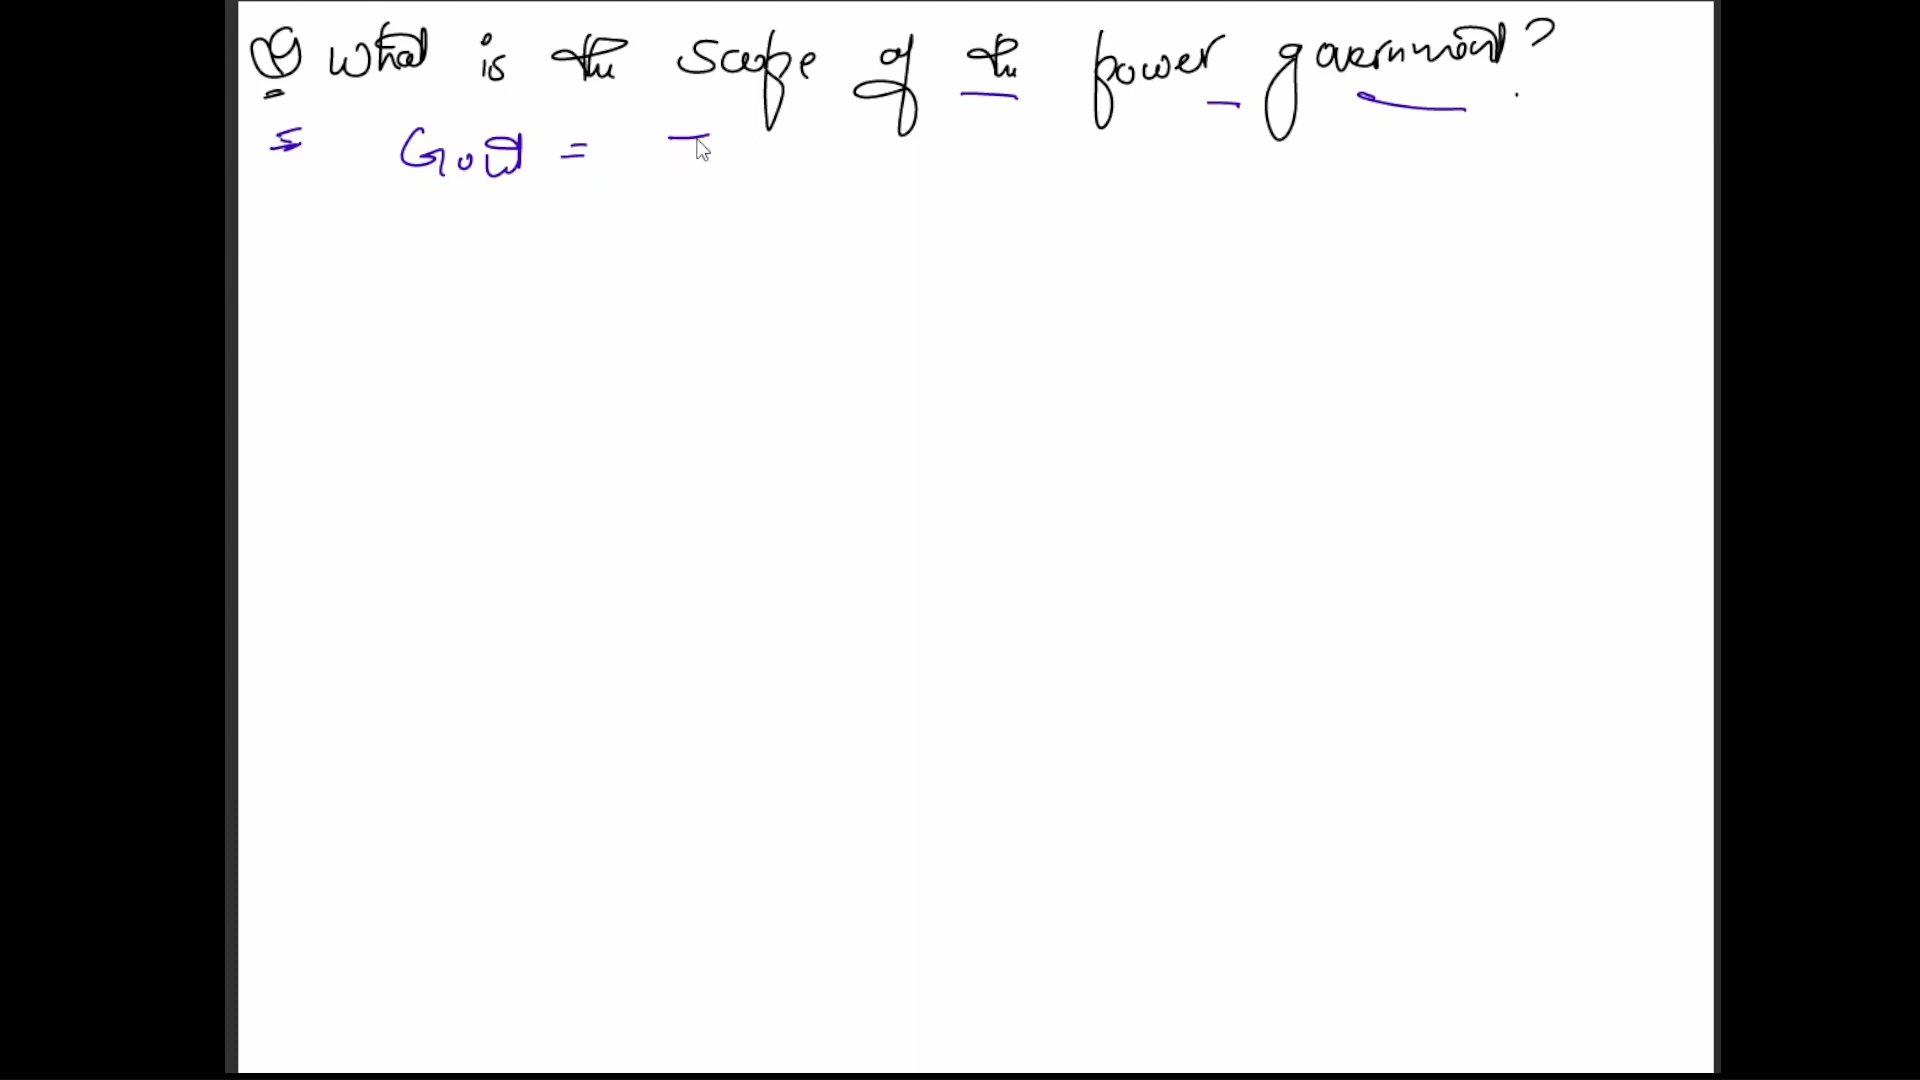 Q What is the scope of the power government?
Govt =